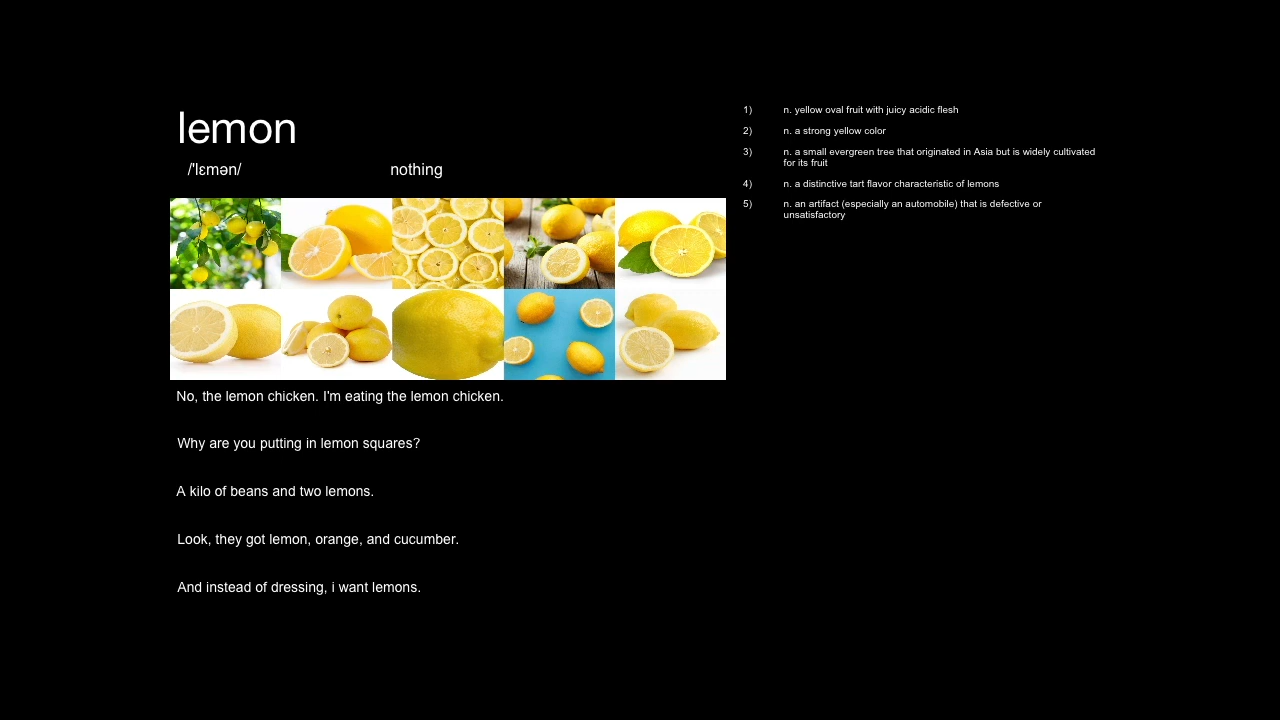 lemon
/'lɛmən/
nothing
No, the lemon chicken. I'm eating the lemon chicken.
Why are you putting in lemon squares?
A kilo of beans and two lemons.
Look, they got lemon, orange, and cucumber.
And instead of dressing, i want lemons.
1) n. yellow oval fruit with juicy acidic flesh
2) n. a strong yellow color
3) n. a small evergreen tree that originated in Asia but is widely cultivated
for its fruit
4) n. a distinctive tart flavor characteristic of lemons
5) n. an artifact (especially an automobile) that is defective or
unsatisfactory